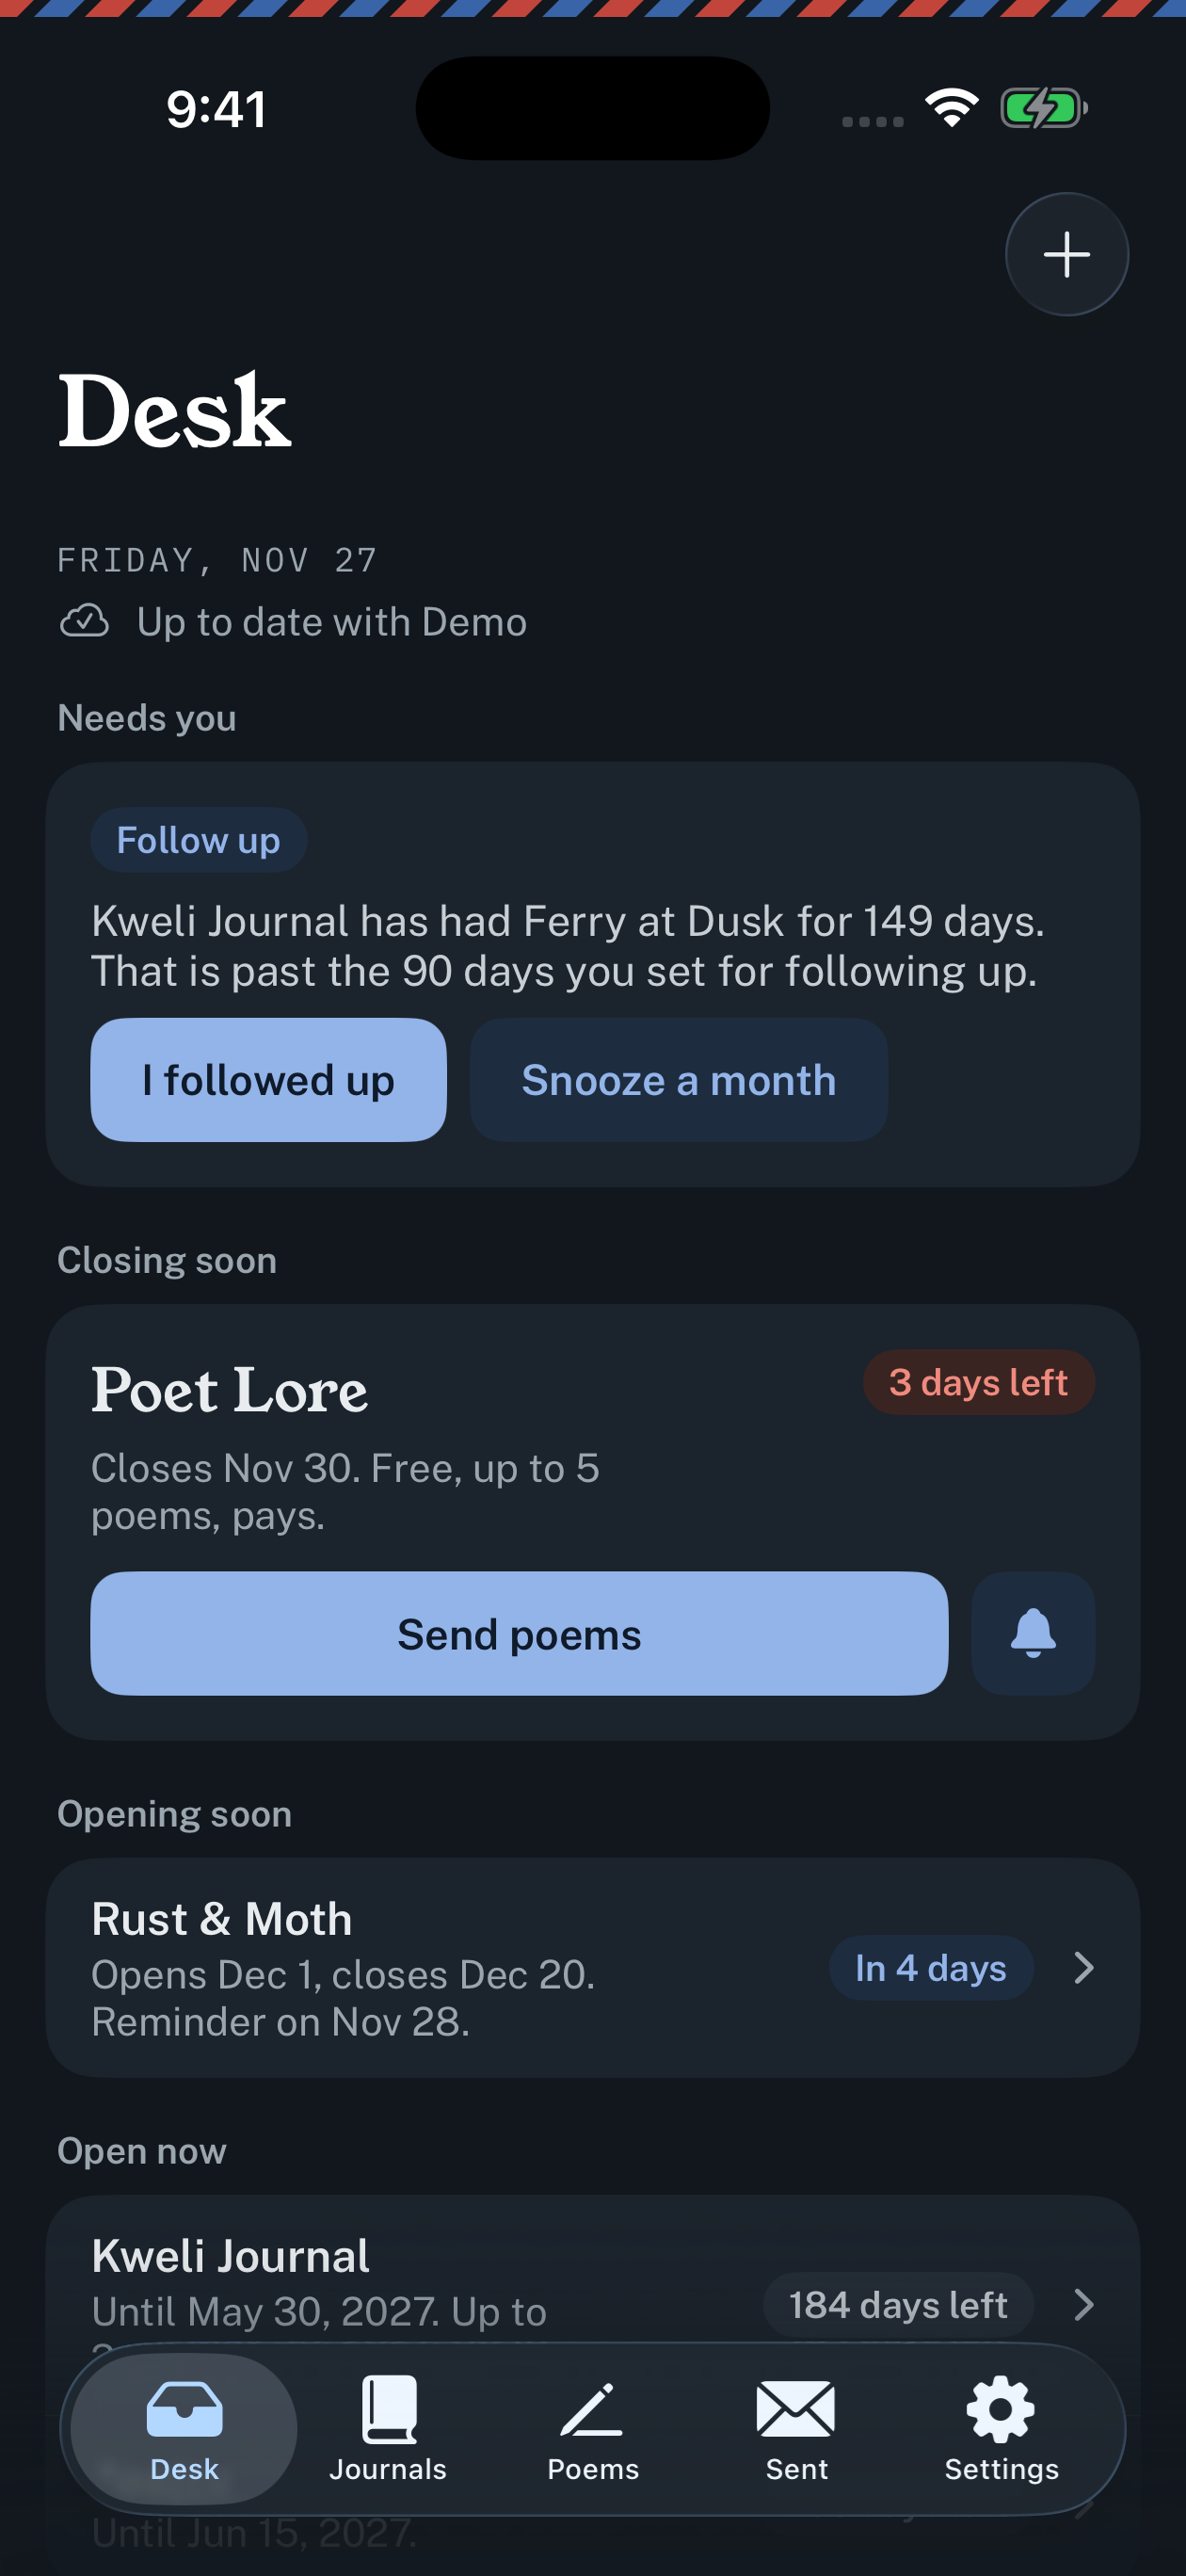 9:41
Desk
FRIDAY, NOV 27
Up to date with Demo
Needs you
Follow up
Kweli Journal has had Ferry at Dusk for 149 days.
That is past the 90 days you set for following up.
I followed up
Snooze a month
Closing soon
Poet Lore
3 days left
Closes Nov 30. Free, up to 5
poems, pays.
Send poems
Opening soon
Rust & Moth
Opens Dec 1, closes Dec 20.
Reminder on Nov 28.
In 4 days
Open now
Kweli Journal
Until May 30, 2027. Up to
184 days left
Desk
Journals
Poems
Sent
Settings
Until Jun 15, 2027.